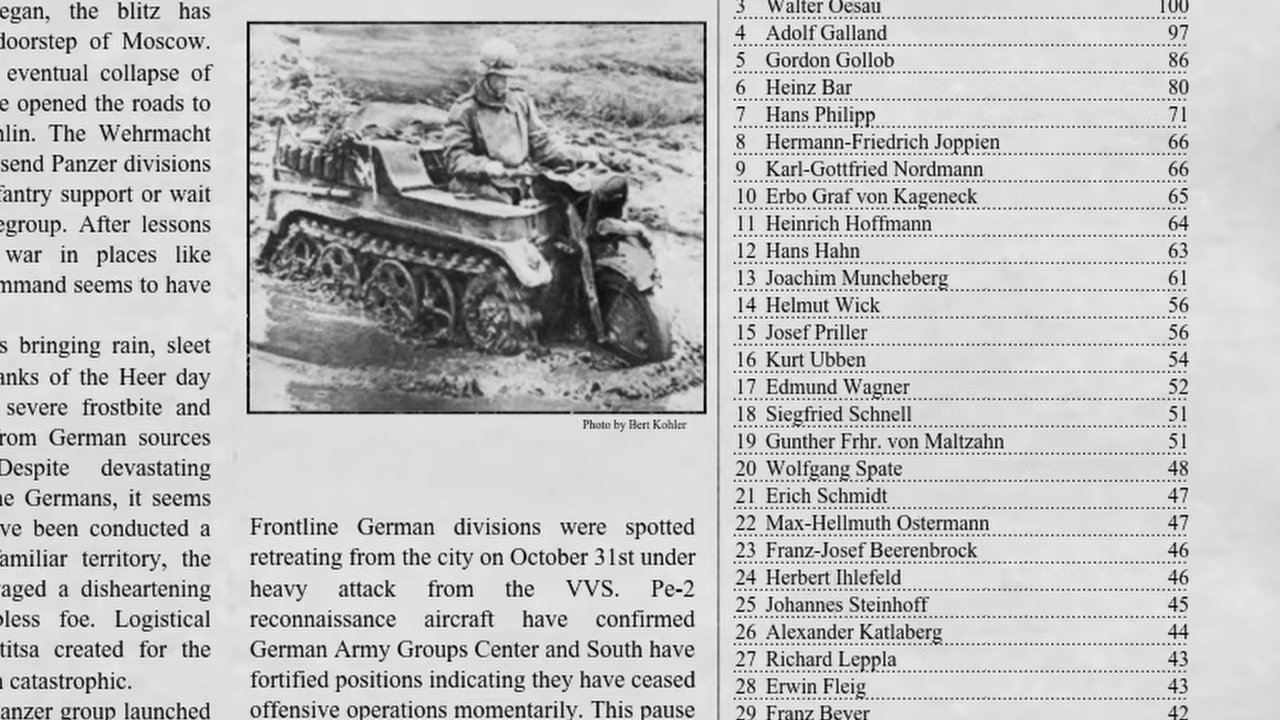 egan, the blitz has
doorstep of Moscow.
eventual collapse of
e opened the roads to
nlin. The Wehrmacht
send Panzer divisions
fantry support or wait
egroup. After lessons
war in places like
mmand seems to have
s bringing rain, sleet
anks of the Heer day
severe frostbite and
rom German sources
Despite devastating
ne Germans, it seems
ve been conducted a
familiar territory, the
aged a disheartening
pless foe. Logistical
titsa created for the
n catastrophic.
anzer group launched
Photo by Bert Kohler
Frontline German divisions were spotted
retreating from the city on October 31st under
heavy attack from the VVS. Pe-2
reconnaissance aircraft have confirmed
German Army Groups Center and South have
fortified positions indicating they have ceased
offensive operations momentarily. This pause
3 Walter Oesau 100
4 Adolf Galland 97
5 Gordon Gollob 86
6 Heinz Bar 80
7 Hans Philipp 71
8 Hermann-Friedrich Joppien 66
9 Karl-Gottfried Nordmann 66
10 Erbo Graf von Kageneck 65
11 Heinrich Hoffmann 64
12 Hans Hahn 63
13 Joachim Muncheberg 61
14 Helmut Wick 56
15 Josef Priller 56
16 Kurt Ubben 54
17 Edmund Wagner 52
18 Siegfried Schnell 51
19 Gunther Frhr. von Maltzahn 51
20 Wolfgang Spate 48
21 Erich Schmidt 47
22 Max-Hellmuth Ostermann 47
23 Franz-Josef Beerenbrock 46
24 Herbert Ihlefeld 46
25 Johannes Steinhoff 45
26 Alexander Katlaberg 44
27 Richard Leppla 43
28 Erwin Fleig 43
29 Franz Beyer 42